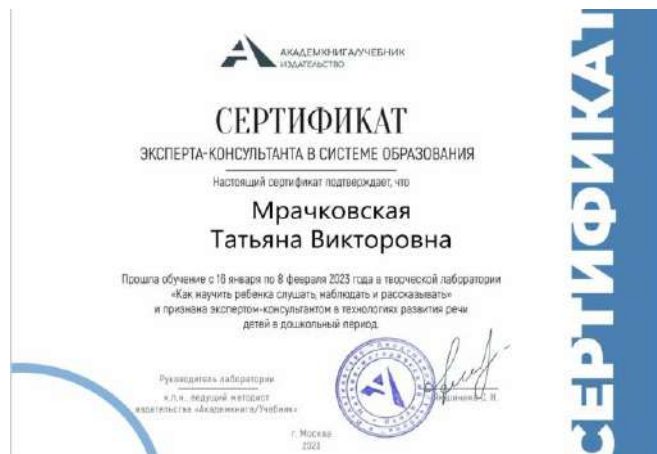 АКАДЕМКНИГА/УЧЕБНИК
ИЗДАТЕЛЬСТВО
СЕРТИФИКАТ
ЭКСПЕРТА-КОНСУЛЬТАНТА В СИСТЕМЕ ОБРАЗОВАНИЯ
Настоящий сертификат подтверждает, что
Мрачковская
Татьяна Викторовна
Прошла обучение с 16 января по 8 февраля 2023 года в творческой лаборатории
«Как научить ребенка слушать, наблюдать и рассказывать»
и признана экспертом-консультантом в технологиях развития речи
детей в дошкольный период.
Руководитель лаборатории
к.п.н., ведущий методист
издательства «Академкнига/Учебник»
г. Москва
2023
СЕРТИФИКАТ